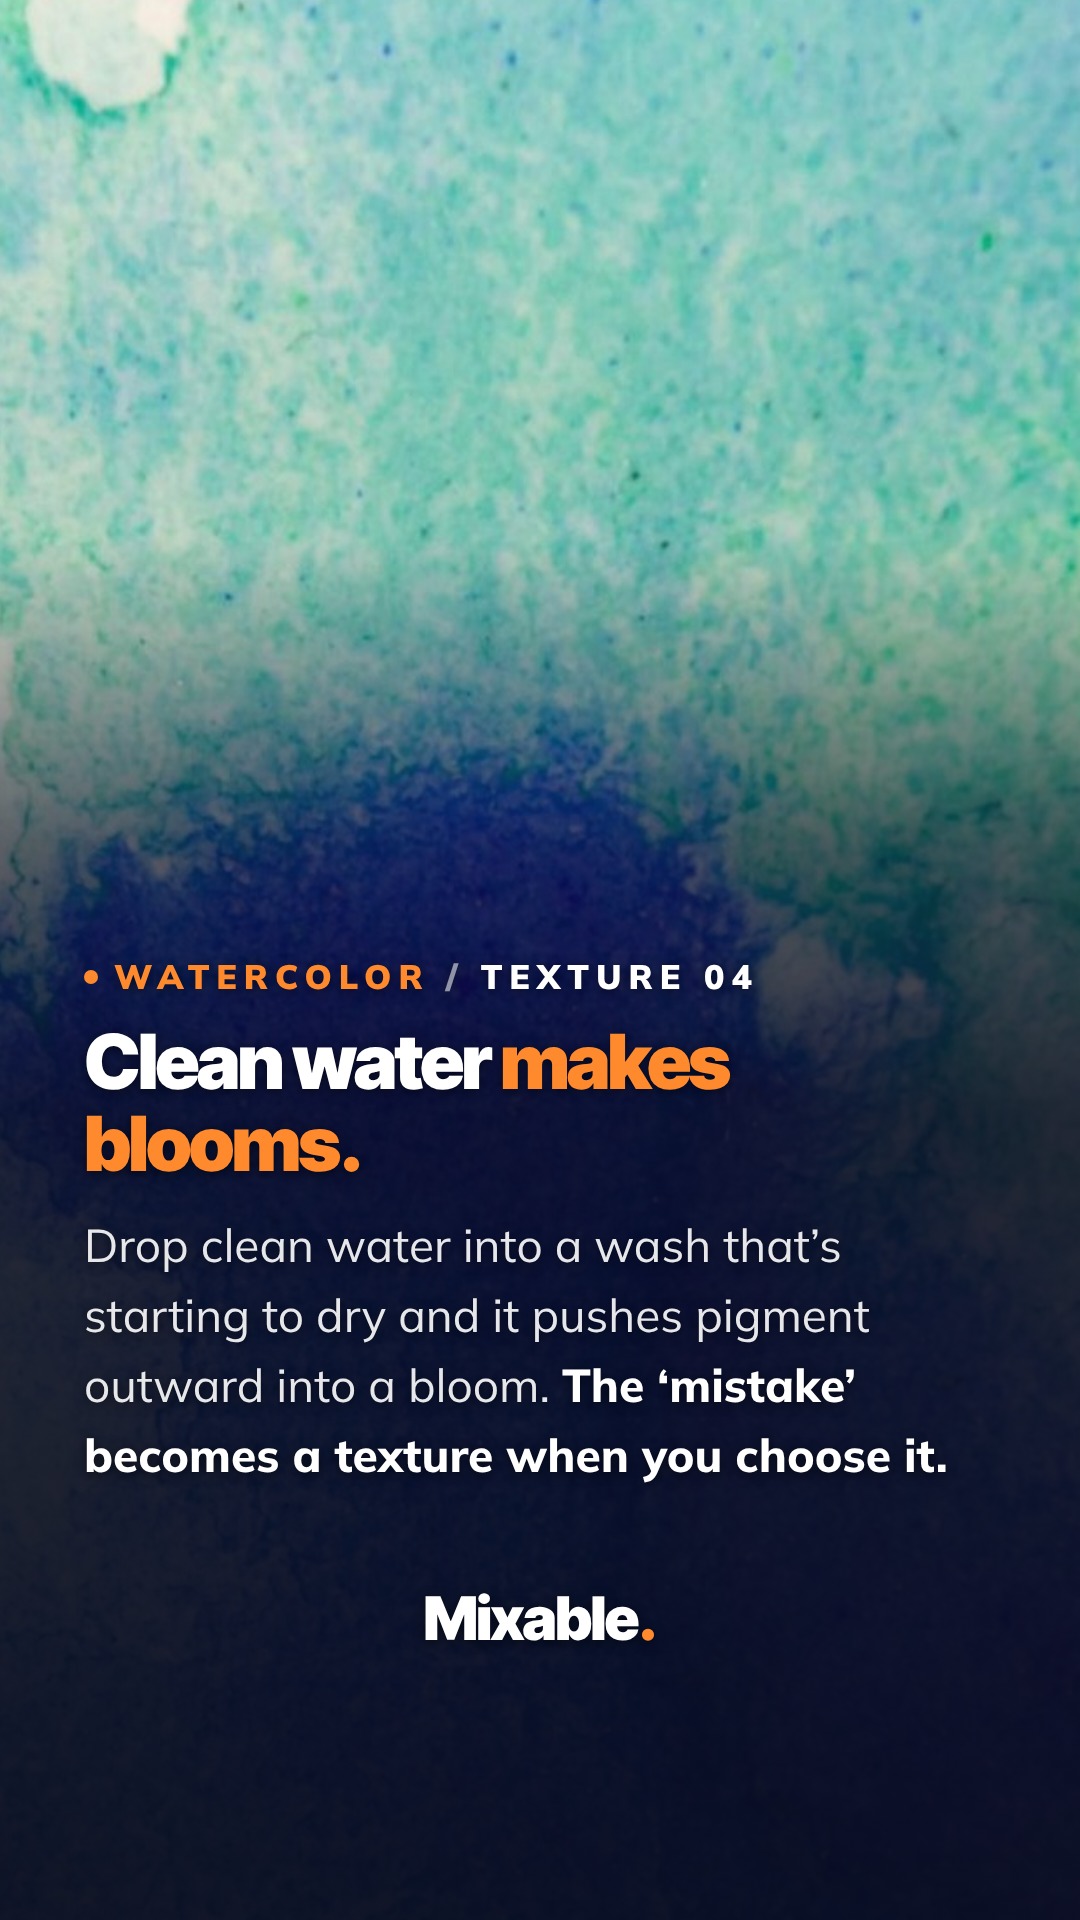 • WATERCOLOR / TEXTURE 04
Clean water makes
blooms.
Drop clean water into a wash that’s
starting to dry and it pushes pigment
outward into a bloom. The ‘mistake’
becomes a texture when you choose it.
Mixable.